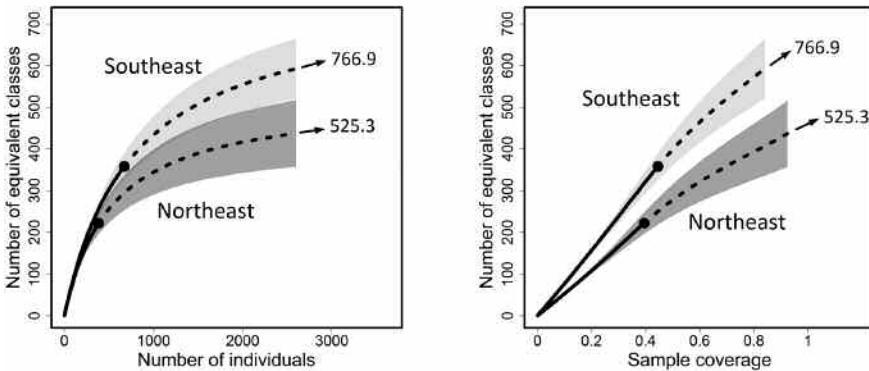 Number of equivalent classes
700
600
500
400
300
200
100
0
Southeast
766.9
525.3
Northeast
0 1000 2000 3000
Number of individuals
Number of equivalent classes
700
600
500
400
300
200
100
0
766.9
Southeast
525.3
Northeast
0 0.2 0.4 0.6 0.8 1
Sample coverage